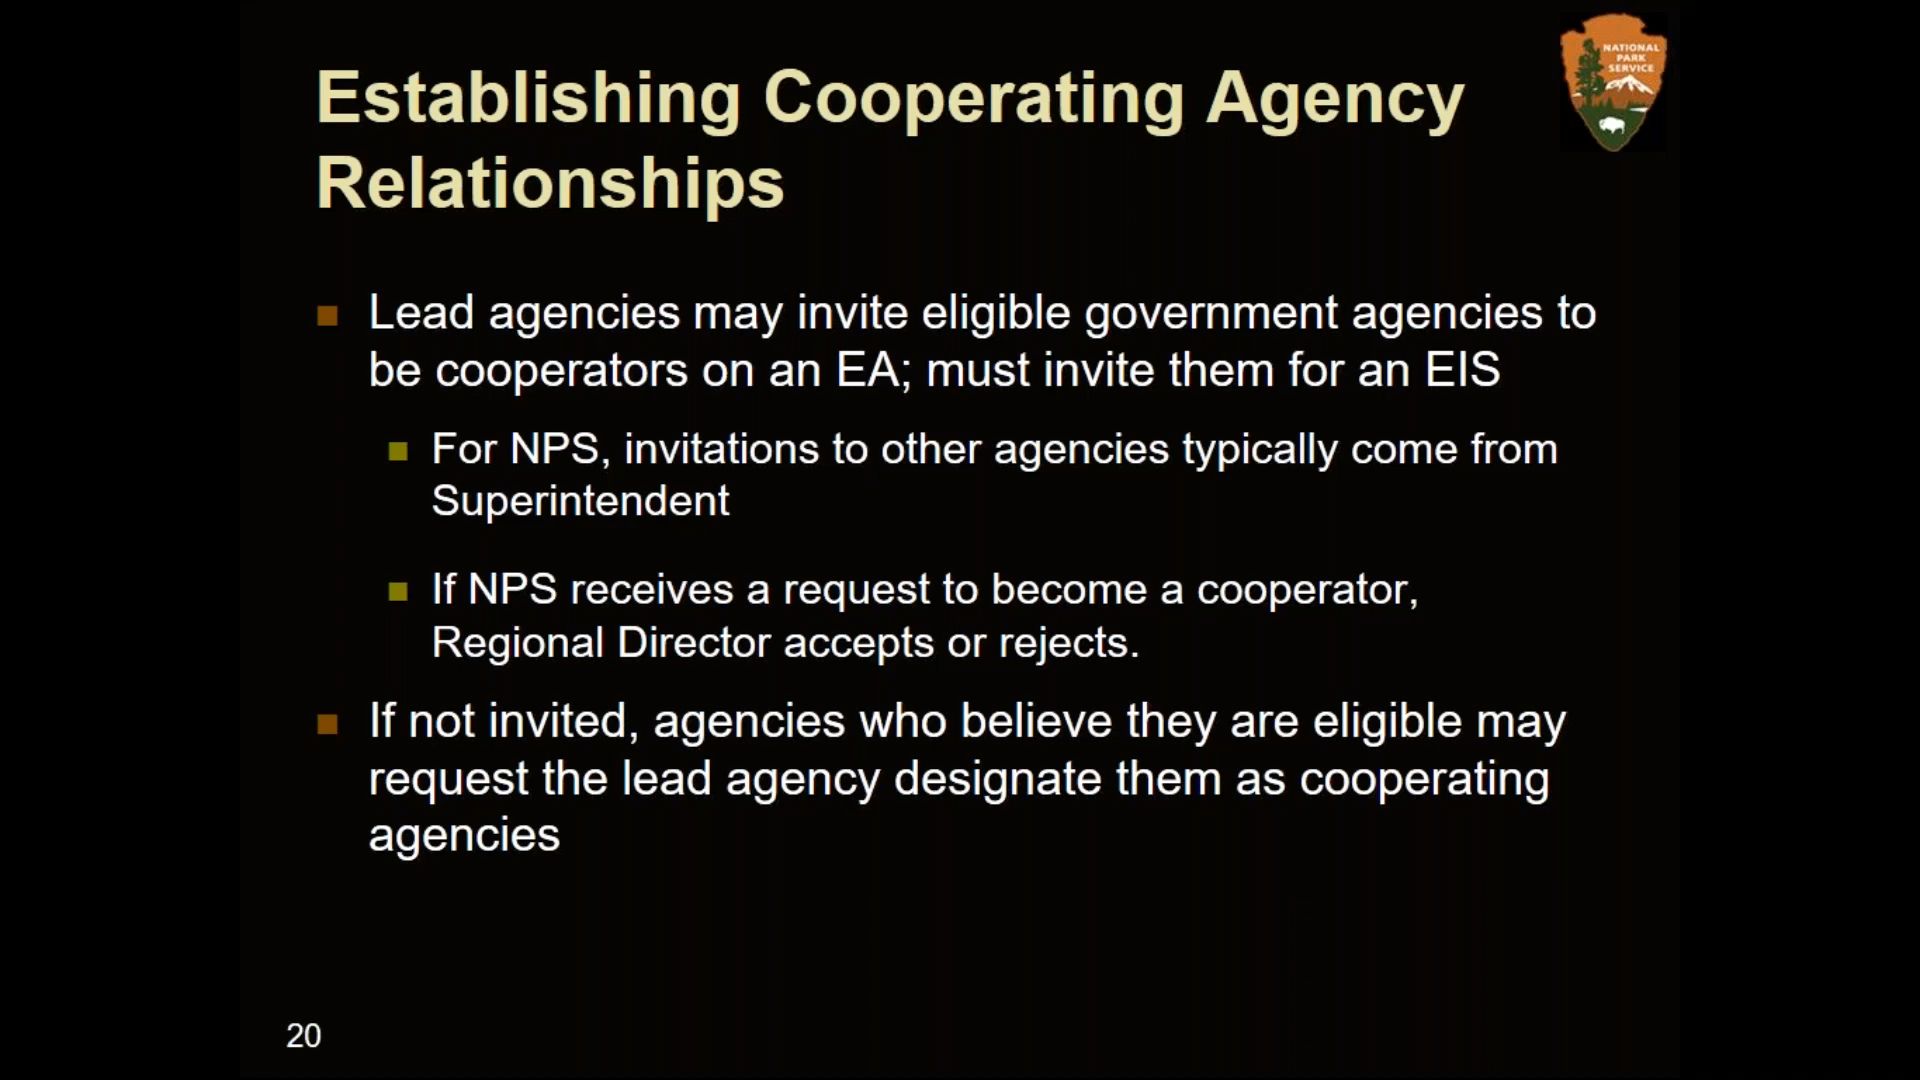 Establishing Cooperating Agency
Relationships
NATIONAL
PARK
SERVICE
Lead agencies may invite eligible government agencies to
be cooperators on an EA; must invite them for an EIS
For NPS, invitations to other agencies typically come from
Superintendent
If NPS receives a request to become a cooperator,
Regional Director accepts or rejects.
If not invited, agencies who believe they are eligible may
request the lead agency designate them as cooperating
agencies
20